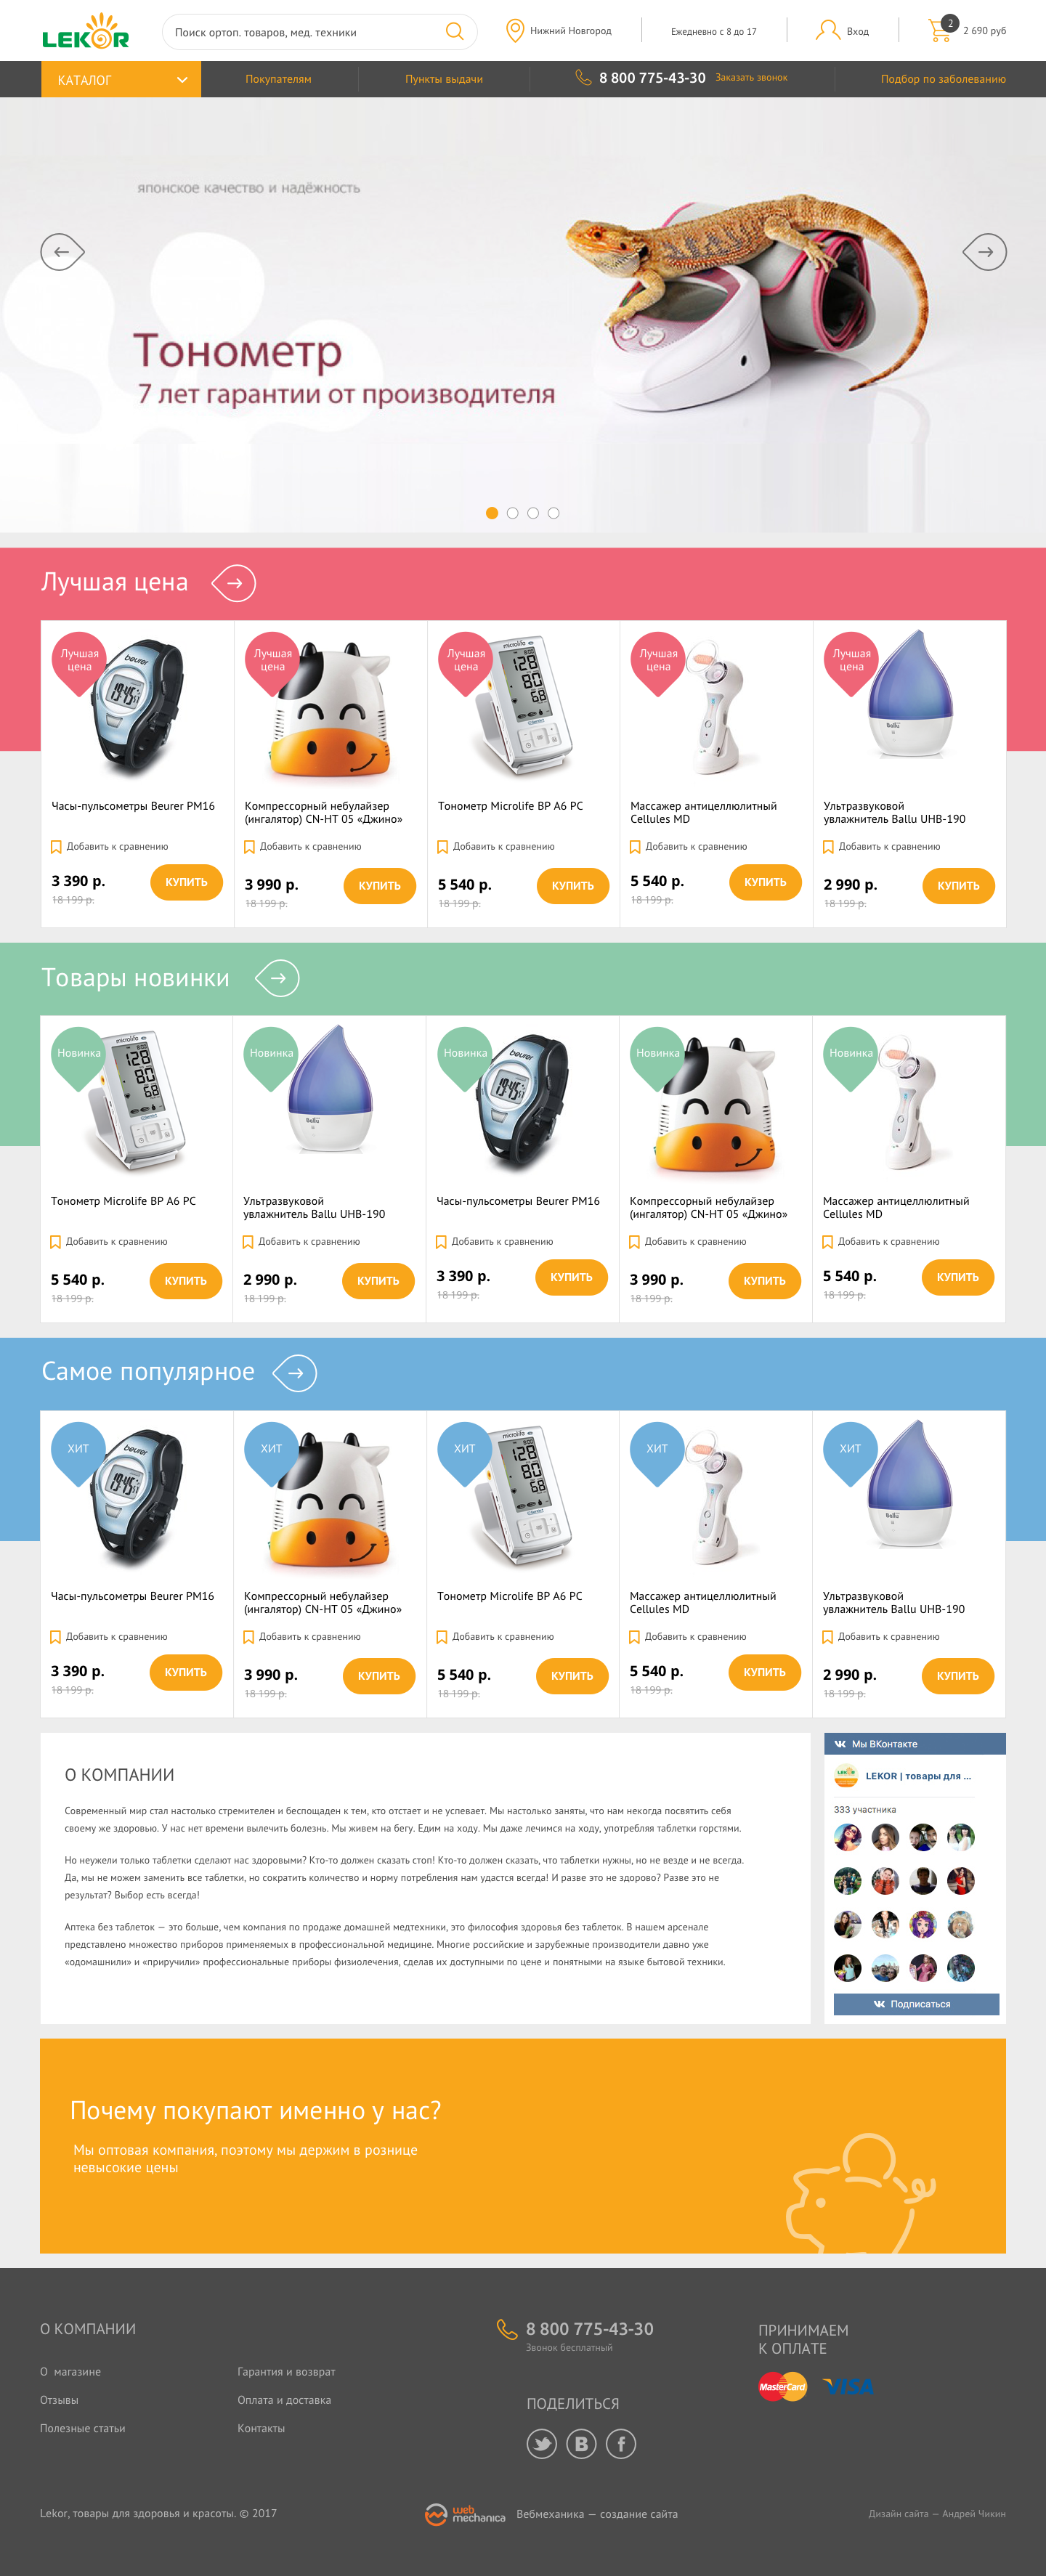 LEKOR
Поиск ортоп. товаров, мед. техники
Нижний Новгород
Ежедневно с 8 до 17
Вход
2
2 690 руб
КАТАЛОГ
Покупателям
Пункты выдачи
8 800 775-43-30
Заказать звонок
Подбор по заболеванию
японское качество и надёжность
Тонометр
7 лет гарантии от производителя
Лучшая цена
Лучшая
цена
beurer
Часы-пульсометры Beurer PM16
Добавить к сравнению
3 390 р.
18 199 р.
КУПИТЬ
Лучшая
цена
Компрессорный небулайзер
(ингалятор) CN-HT 05 «Джино»
Добавить к сравнению
3 990 р.
18 199 р.
КУПИТЬ
Лучшая
цена
microlife
128
80
68
Тонометр Microlife BP A6 PC
Добавить к сравнению
5 540 р.
18 199 р.
КУПИТЬ
Лучшая
цена
Массажер антицеллюлитный
Cellules MD
Добавить к сравнению
5 540 р.
18 199 р.
КУПИТЬ
Лучшая
цена
Ballu
Ультразвуковой
увлажнитель Ballu UHB-190
Добавить к сравнению
2 990 р.
18 199 р.
КУПИТЬ
Товары новинки
Новинка
microlife
128
80
68
Тонометр Microlife BP A6 PC
Добавить к сравнению
5 540 р.
18 199 р.
КУПИТЬ
Новинка
Ballu
Ультразвуковой
увлажнитель Ballu UHB-190
Добавить к сравнению
2 990 р.
18 199 р.
КУПИТЬ
Новинка
beurer
Часы-пульсометры Beurer PM16
Добавить к сравнению
3 390 р.
18 199 р.
КУПИТЬ
Новинка
Компрессорный небулайзер
(ингалятор) CN-HT 05 «Джино»
Добавить к сравнению
3 990 р.
18 199 р.
КУПИТЬ
Новинка
Массажер антицеллюлитный
Cellules MD
Добавить к сравнению
5 540 р.
18 199 р.
КУПИТЬ
Самое популярное
ХИТ
beurer
Часы-пульсометры Beurer PM16
Добавить к сравнению
3 390 р.
18 199 р.
КУПИТЬ
ХИТ
Компрессорный небулайзер
(ингалятор) CN-HT 05 «Джино»
Добавить к сравнению
3 990 р.
18 199 р.
КУПИТЬ
ХИТ
microlife
128
80
68
Тонометр Microlife BP A6 PC
Добавить к сравнению
5 540 р.
18 199 р.
КУПИТЬ
ХИТ
Массажер антицеллюлитный
Cellules MD
Добавить к сравнению
5 540 р.
18 199 р.
КУПИТЬ
ХИТ
Ballu
Ультразвуковой
увлажнитель Ballu UHB-190
Добавить к сравнению
2 990 р.
18 199 р.
КУПИТЬ
О КОМПАНИИ
Современный мир стал настолько стремителен и беспощаден к тем, кто отстает и не успевает. Мы настолько заняты, что нам некогда посвятить себя
своему же здоровью. У нас нет времени вылечить болезнь. Мы живем на бегу. Едим на ходу. Мы даже лечимся на ходу, употребляя таблетки горстями.
Но неужели только таблетки сделают нас здоровыми? Кто-то должен сказать стоп! Кто-то должен сказать, что таблетки нужны, но не везде и не всегда.
Да, мы не можем заменить все таблетки, но сократить количество и норму потребления нам удастся всегда! И разве это не здорово? Разве это не
результат? Выбор есть всегда!
Аптека без таблеток — это больше, чем компания по продаже домашней медтехники, это философия здоровья без таблеток. В нашем арсенале
представлено множество приборов применяемых в профессиональной медицине. Многие российские и зарубежные производители давно уже
«одомашнили» и «приручили» профессиональные приборы физиолечения, сделав их доступными по цене и понятными на языке бытовой техники.
Мы ВКонтакте
LEKOR | товары для ...
333 участника
Подписаться
Почему покупают именно у нас?
Мы оптовая компания, поэтому мы держим в рознице
невысокие цены
О КОМПАНИИ
О магазине
Отзывы
Полезные статьи
Гарантия и возврат
Оплата и доставка
Контакты
8 800 775-43-30
Звонок бесплатный
ПОДЕЛИТЬСЯ
ПРИНИМАЕМ
К ОПЛАТЕ
MasterCard
VISA
Lekor, товары для здоровья и красоты. © 2017
web
mechanica
Вебмеханика — создание сайта
Дизайн сайта — Андрей Чикин